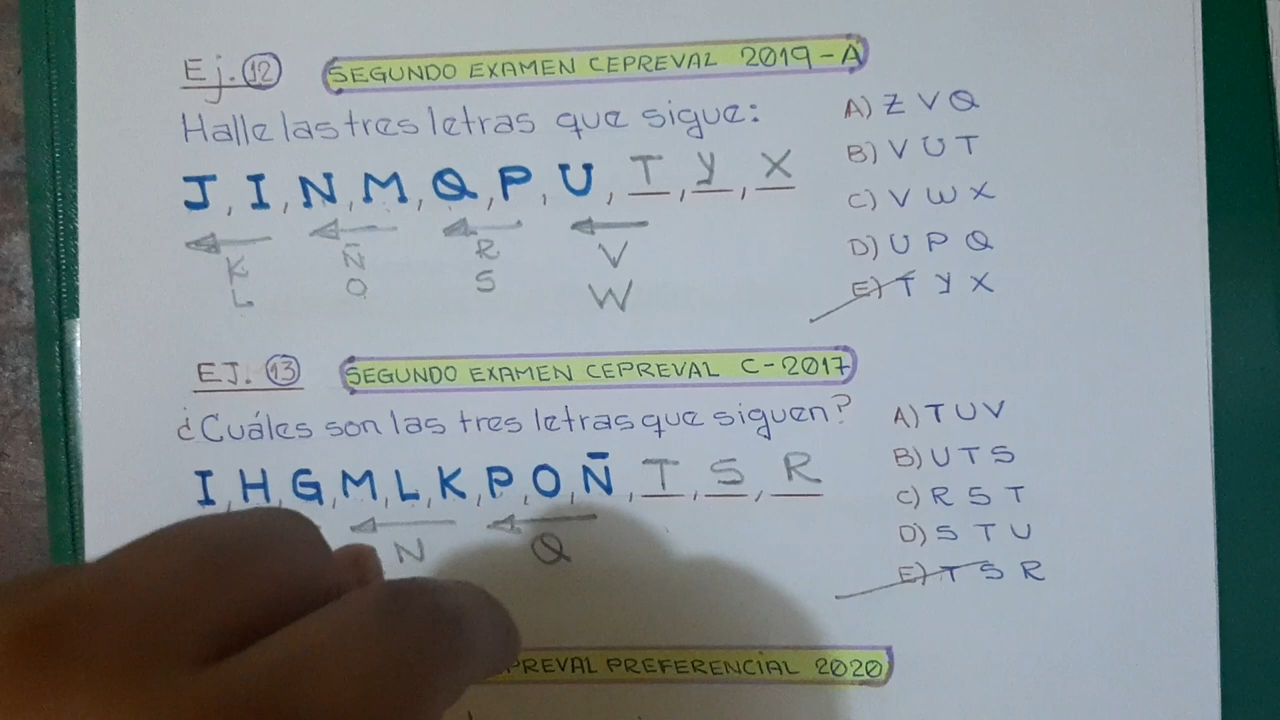 Ej. 12 SEGUNDO EXAMEN CEPREVAL 2019-A
Halle las tres letras que sigue:
J, I, N, M, Q, P, U, T, Y, X
K Ñ R V
L O S W
A) Z V Q
B) V U T
C) V W X
D) U P Q
E) T Y X
EJ. 13 SEGUNDO EXAMEN CEPREVAL C-2017
¿Cuáles son las tres letras que siguen?
I, H, G, M, L, K, P, O, Ñ, T, S, R
N Q
A) T U V
B) U T S
C) R S T
D) S T U
E) T S R
PREVAL PREFERENCIAL 2020